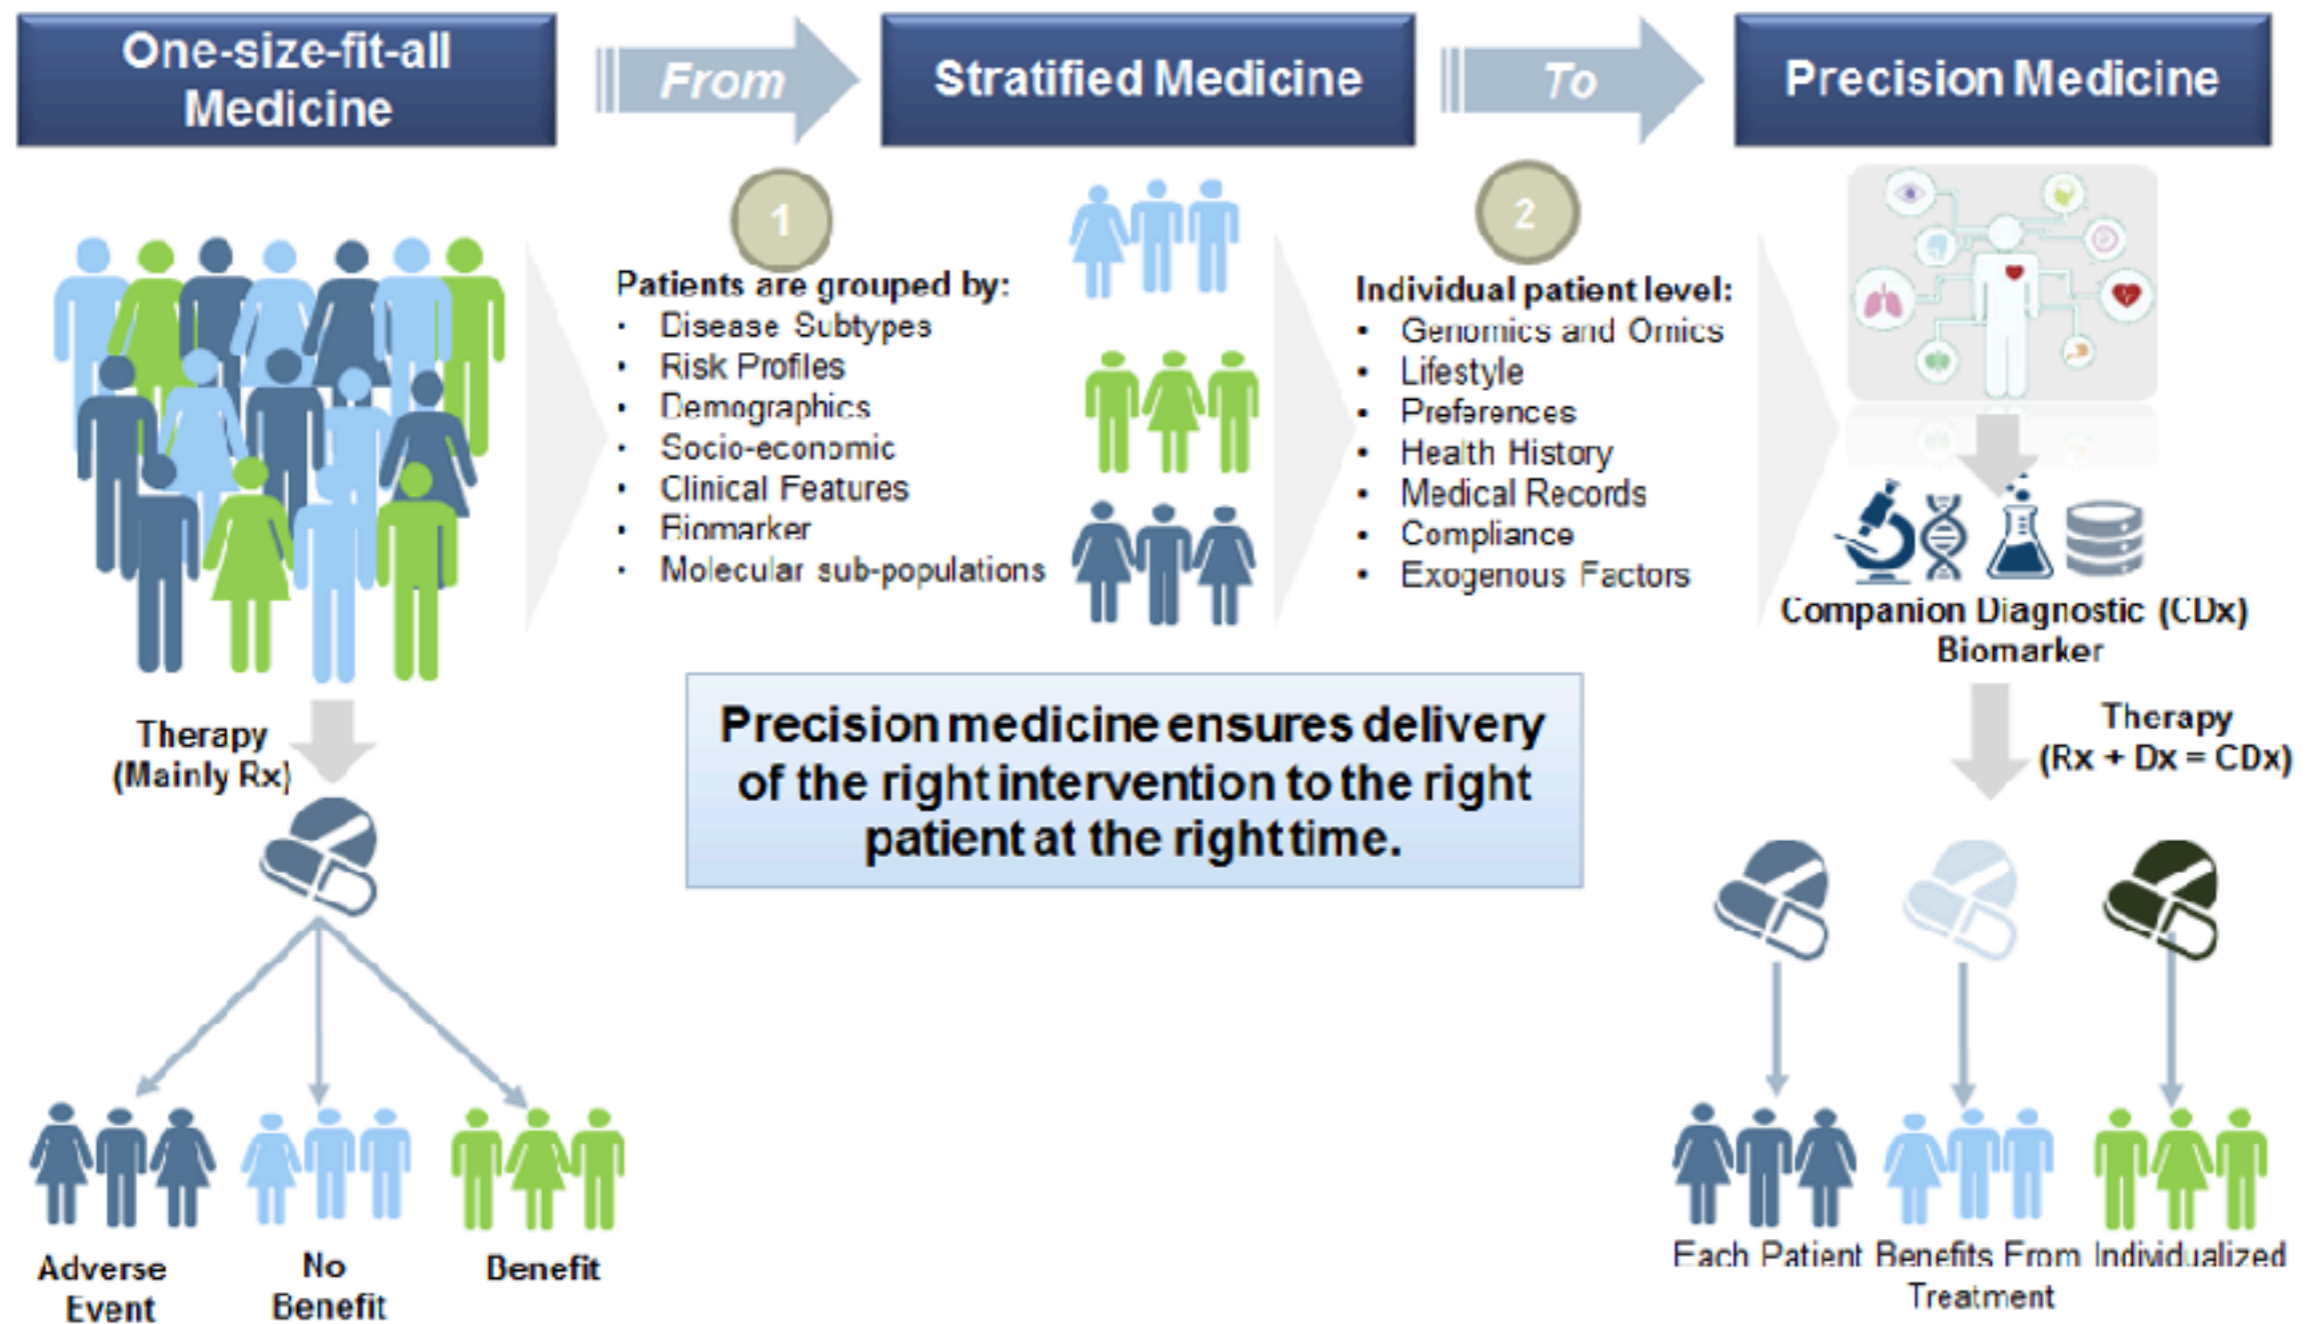 One-size-fit-all
Medicine
From
Stratified Medicine
To
Precision Medicine
1
Patients are grouped by:
· Disease Subtypes
· Risk Profiles
· Demographics
· Socio-economic
· Clinical Features
· Biomarker
· Molecular sub-populations
2
Individual patient level:
• Genomics and Omics
• Lifestyle
• Preferences
• Health History
• Medical Records
• Compliance
• Exogenous Factors
Companion Diagnostic (CDx)
Biomarker
Therapy
(Mainly Rx)
Precision medicine ensures delivery
of the right intervention to the right
patient at the right time.
Therapy
(Rx + Dx = CDx)
Adverse
Event
No
Benefit
Benefit
Each Patient Benefits From Individualized
Treatment